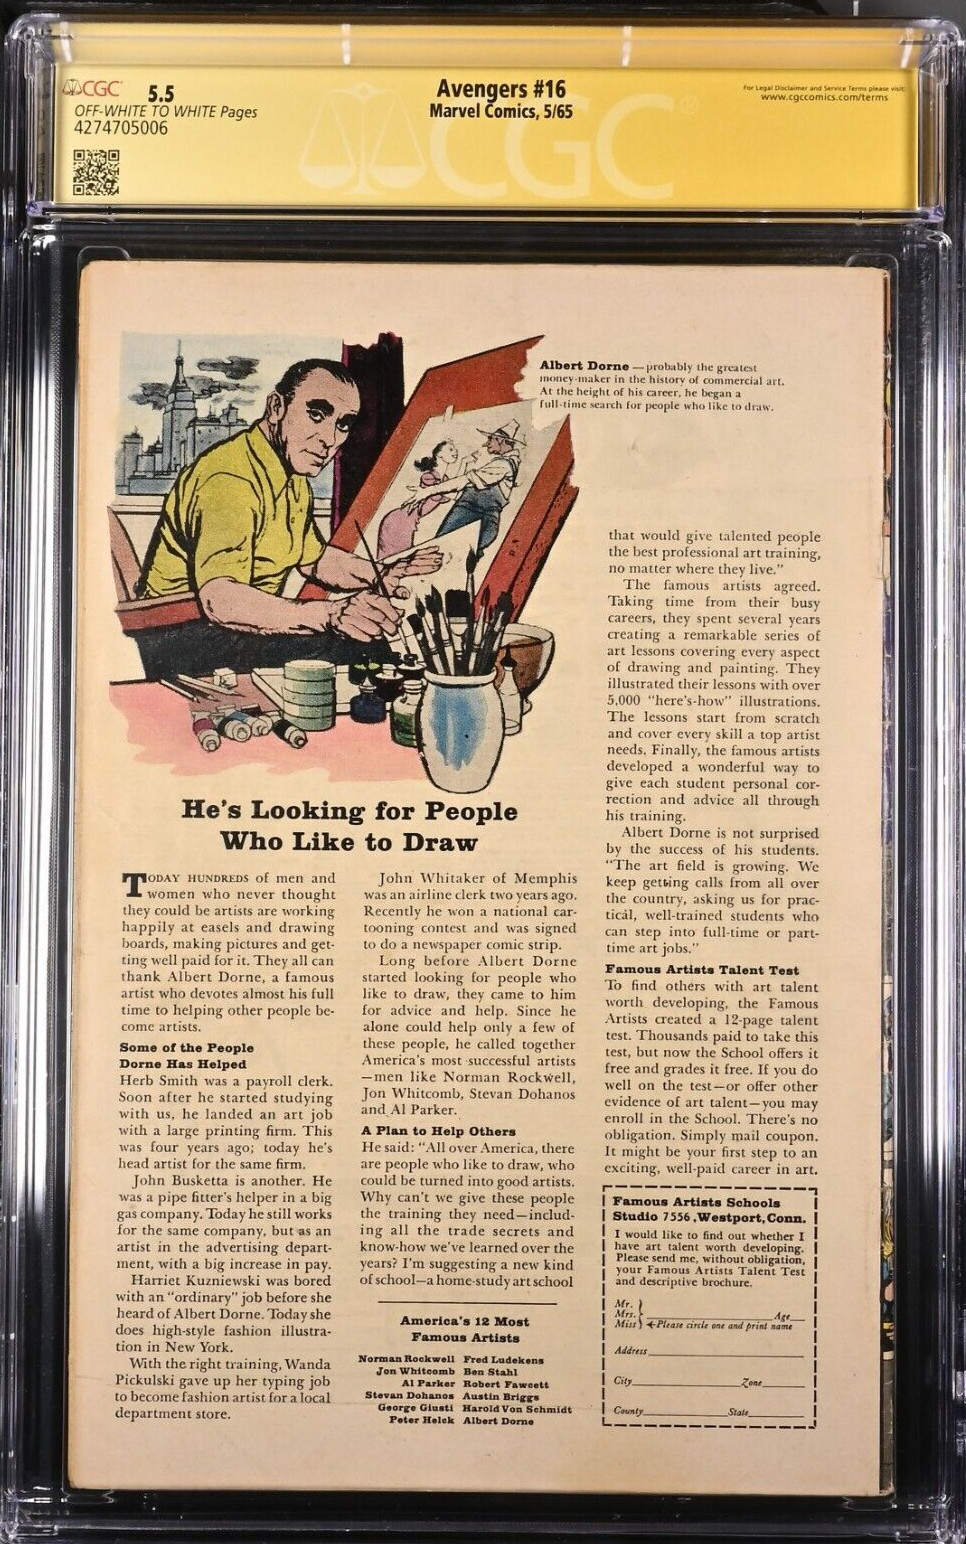 CGC 5.5
OFF-WHITE TO WHITE Pages
4274705006
Avengers #16
Marvel Comics, 5/65
For Legal Disclaimer and Service Terms please visit:
www.cgccomics.com/terms
CGC®
Albert Dorne — probably the greatest
money-maker in the history of commercial art.
At the height of his career, he began a
full-time search for people who like to draw.
He's Looking for People
Who Like to Draw
TODAY HUNDREDS of men and
women who never thought
they could be artists are working
happily at easels and drawing
boards, making pictures and get-
ting well paid for it. They all can
thank Albert Dorne, a famous
artist who devotes almost his full
time to helping other people be-
come artists.
Some of the People
Dorne Has Helped
Herb Smith was a payroll clerk.
Soon after he started studying
with us, he landed an art job
with a large printing firm. This
was four years ago; today he's
head artist for the same firm.
John Busketta is another. He
was a pipe fitter's helper in a big
gas company. Today he still works
for the same company, but as an
artist in the advertising depart-
ment, with a big increase in pay.
Harriet Kuzniewski was bored
with an "ordinary" job before she
heard of Albert Dorne. Today she
does high-style fashion illustra-
tion in New York.
With the right training, Wanda
Pickulski gave up her typing job
to become fashion artist for a local
department store.
John Whitaker of Memphis
was an airline clerk two years ago.
Recently he won a national car-
tooning contest and was signed
to do a newspaper comic strip.
Long before Albert Dorne
started looking for people who
like to draw, they came to him
for advice and help. Since he
alone could help only a few of
these people, he called together
America's most successful artists
—men like Norman Rockwell,
Jon Whitcomb, Stevan Dohanos
and Al Parker.
A Plan to Help Others
He said: "All over America, there
are people who like to draw, who
could be turned into good artists.
Why can't we give these people
the training they need—includ-
ing all the trade secrets and
know-how we've learned over the
years? I'm suggesting a new kind
of school—a home-study art school
America's 12 Most
Famous Artists
Norman Rockwell Fred Ludekens
Jon Whitcomb Ben Stahl
Al Parker Robert Fawcett
Stevan Dohanos Austin Briggs
George Giusti Harold Von Schmidt
Peter Helck Albert Dorne
that would give talented people
the best professional art training,
no matter where they live."
The famous artists agreed.
Taking time from their busy
careers, they spent several years
creating a remarkable series of
art lessons covering every aspect
of drawing and painting. They
illustrated their lessons with over
5,000 "here's-how" illustrations.
The lessons start from scratch
and cover every skill a top artist
needs. Finally, the famous artists
developed a wonderful way to
give each student personal cor-
rection and advice all through
his training.
Albert Dorne is not surprised
by the success of his students.
"The art field is growing. We
keep getting calls from all over
the country, asking us for prac-
tical, well-trained students who
can step into full-time or part-
time art jobs."
Famous Artists Talent Test
To find others with art talent
worth developing, the Famous
Artists created a 12-page talent
test. Thousands paid to take this
test, but now the School offers it
free and grades it free. If you do
well on the test—or offer other
evidence of art talent—you may
enroll in the School. There's no
obligation. Simply mail coupon.
It might be your first step to an
exciting, well-paid career in art.
Famous Artists Schools
Studio 7556, Westport, Conn.
I would like to find out whether I
have art talent worth developing.
Please send me, without obligation,
your Famous Artists Talent Test
and descriptive brochure.
Mr.
Mrs. Age
Miss Please circle one and print name
Address
City Zone
County State